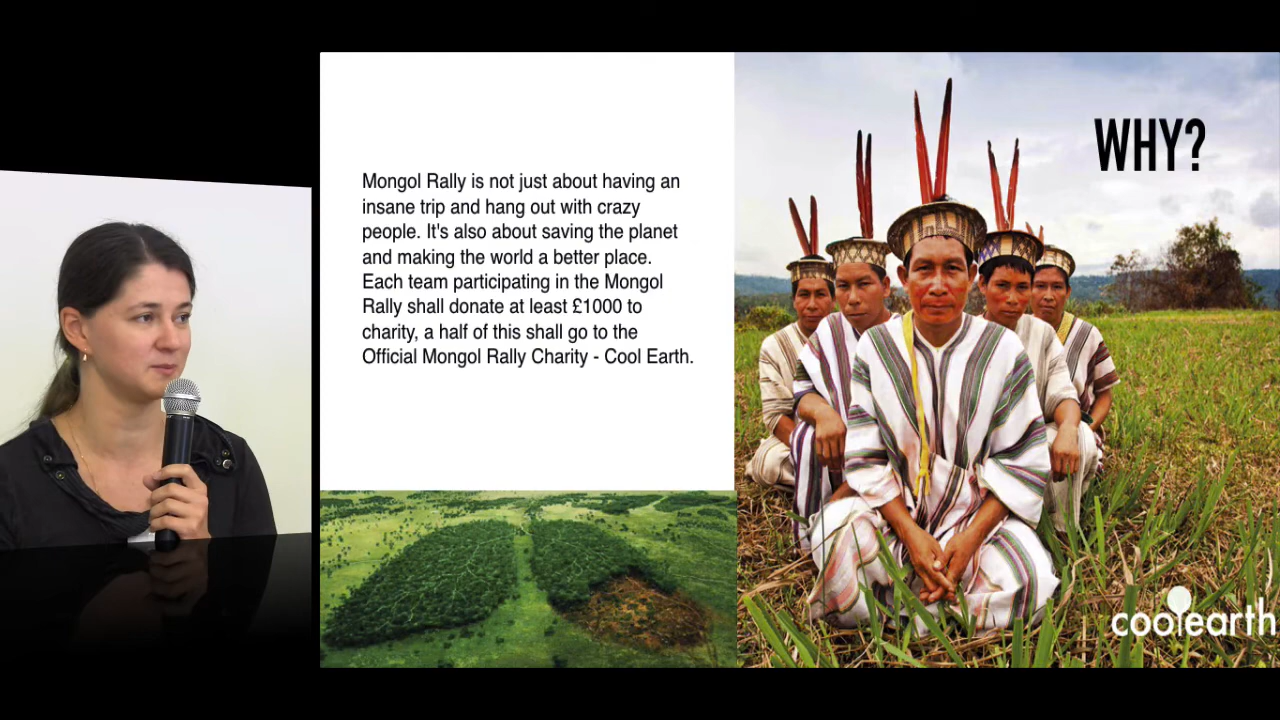 Mongol Rally is not just about having an
insane trip and hang out with crazy
people. It's also about saving the planet
and making the world a better place.
Each team participating in the Mongol
Rally shall donate at least £1000 to
charity, a half of this shall go to the
Official Mongol Rally Charity - Cool Earth.
WHY?
coolearth